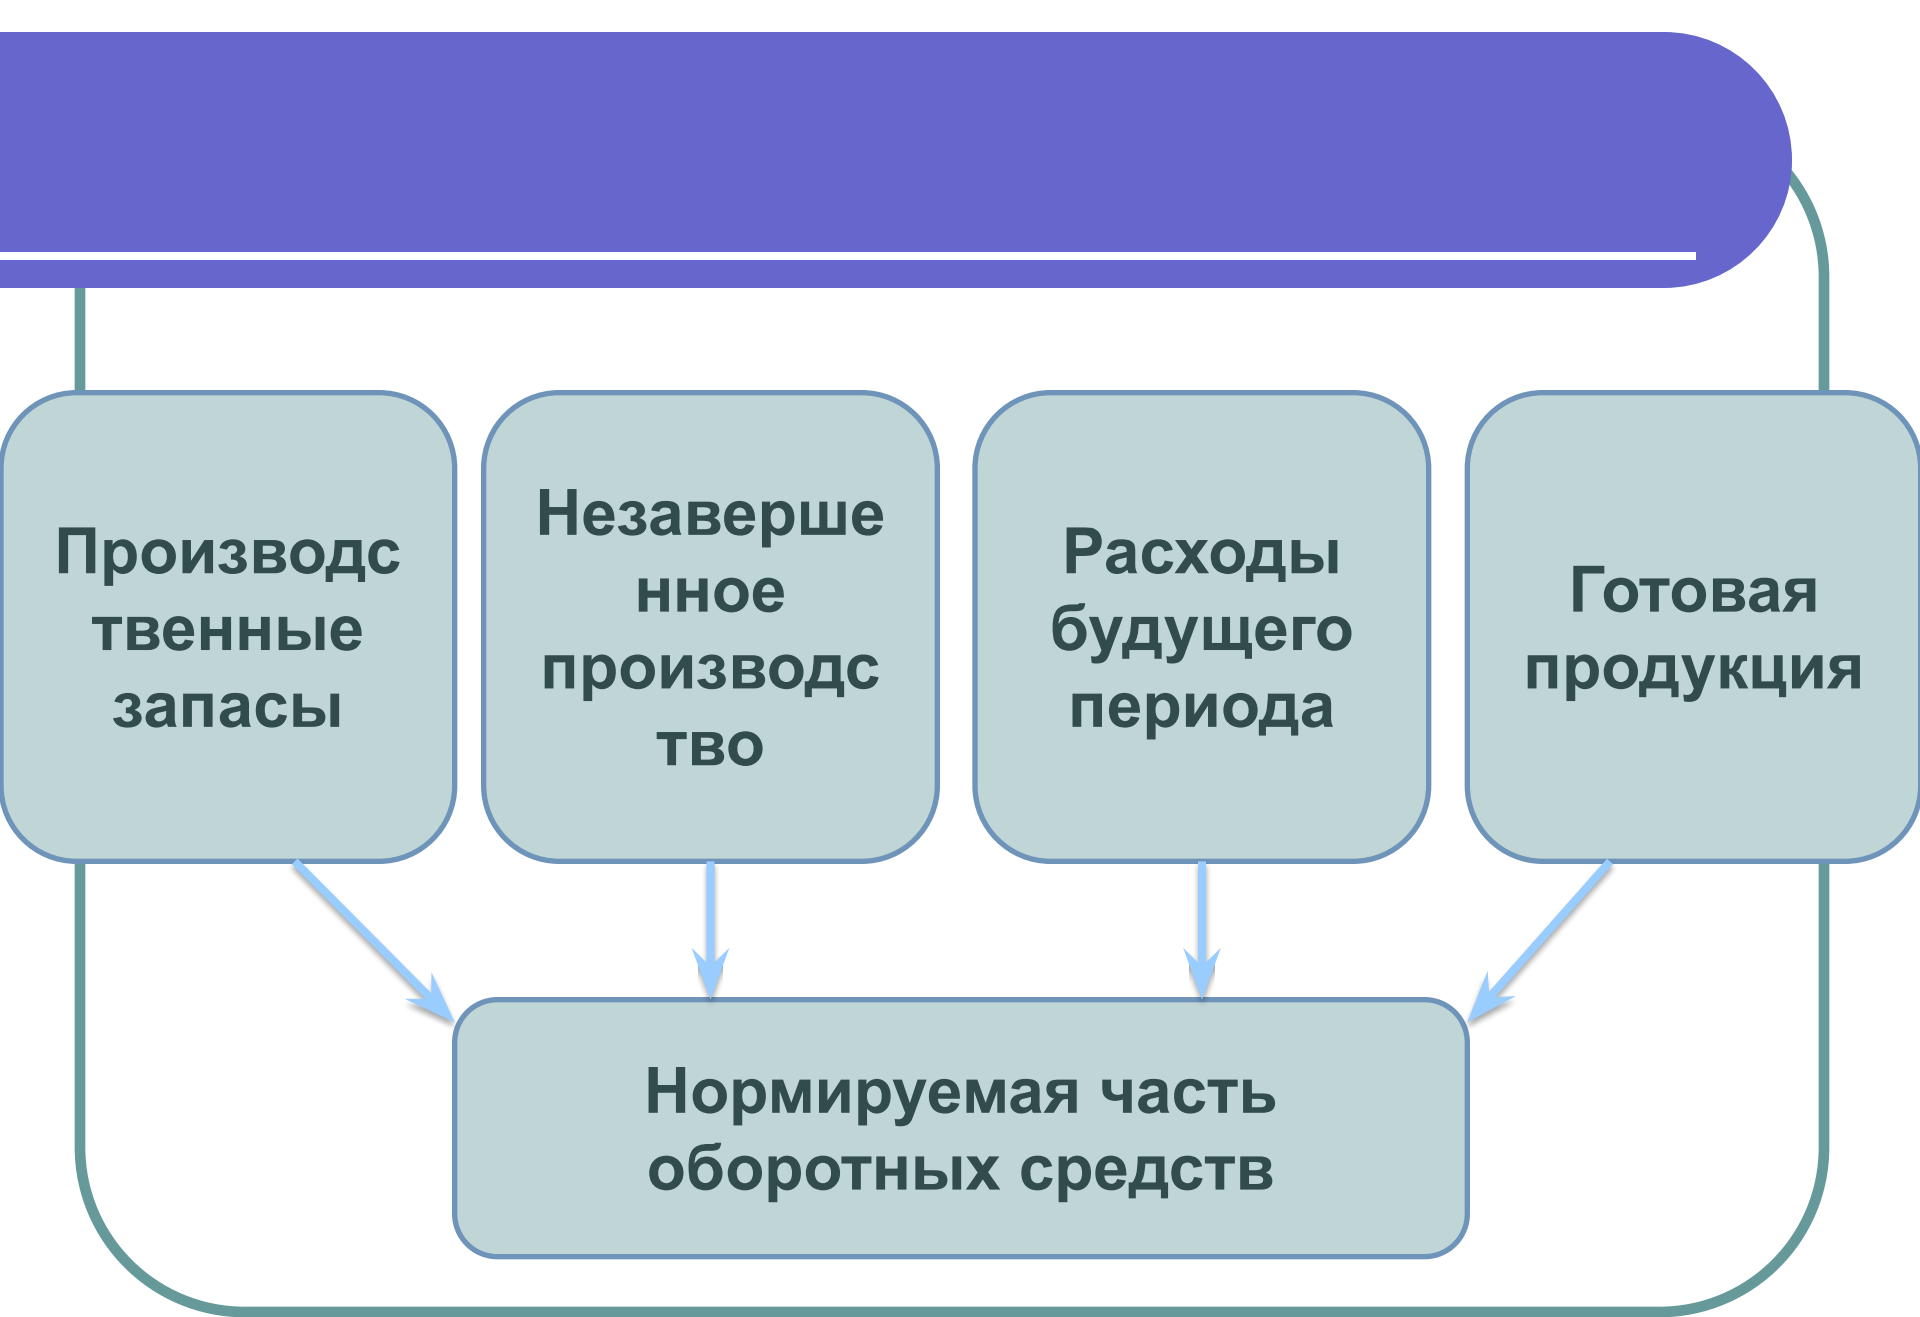 Производс
твенные
запасы
Незаверше
нное
производс
тво
Расходы
будущего
периода
Готовая
продукция
Нормируемая часть
оборотных средств